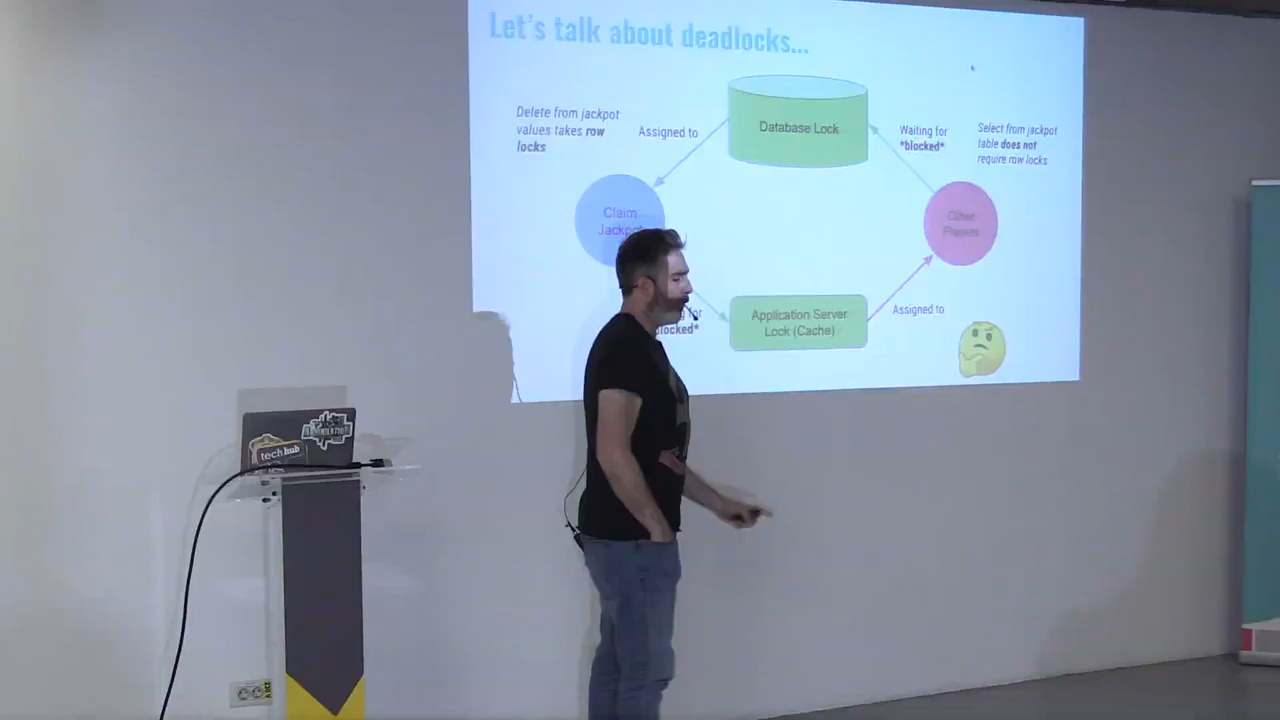 Let's talk about deadlocks...
Delete from jackpot
values takes row
locks
Assigned to
Database Lock
Waiting for
*blocked*
Select from jackpot
table does not
require row locks
Claim
Jackpot
Other
Players
for
blocked*
Application Server
Lock (Cache)
Assigned to
tech hub